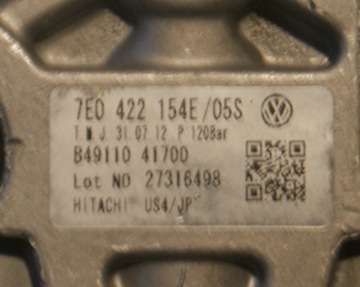 7E0 422 154E/05S
T.M J. 31.07.12 P 120Bar
B49110 41700
Lot NO 27316498
HITACHI US4/JP